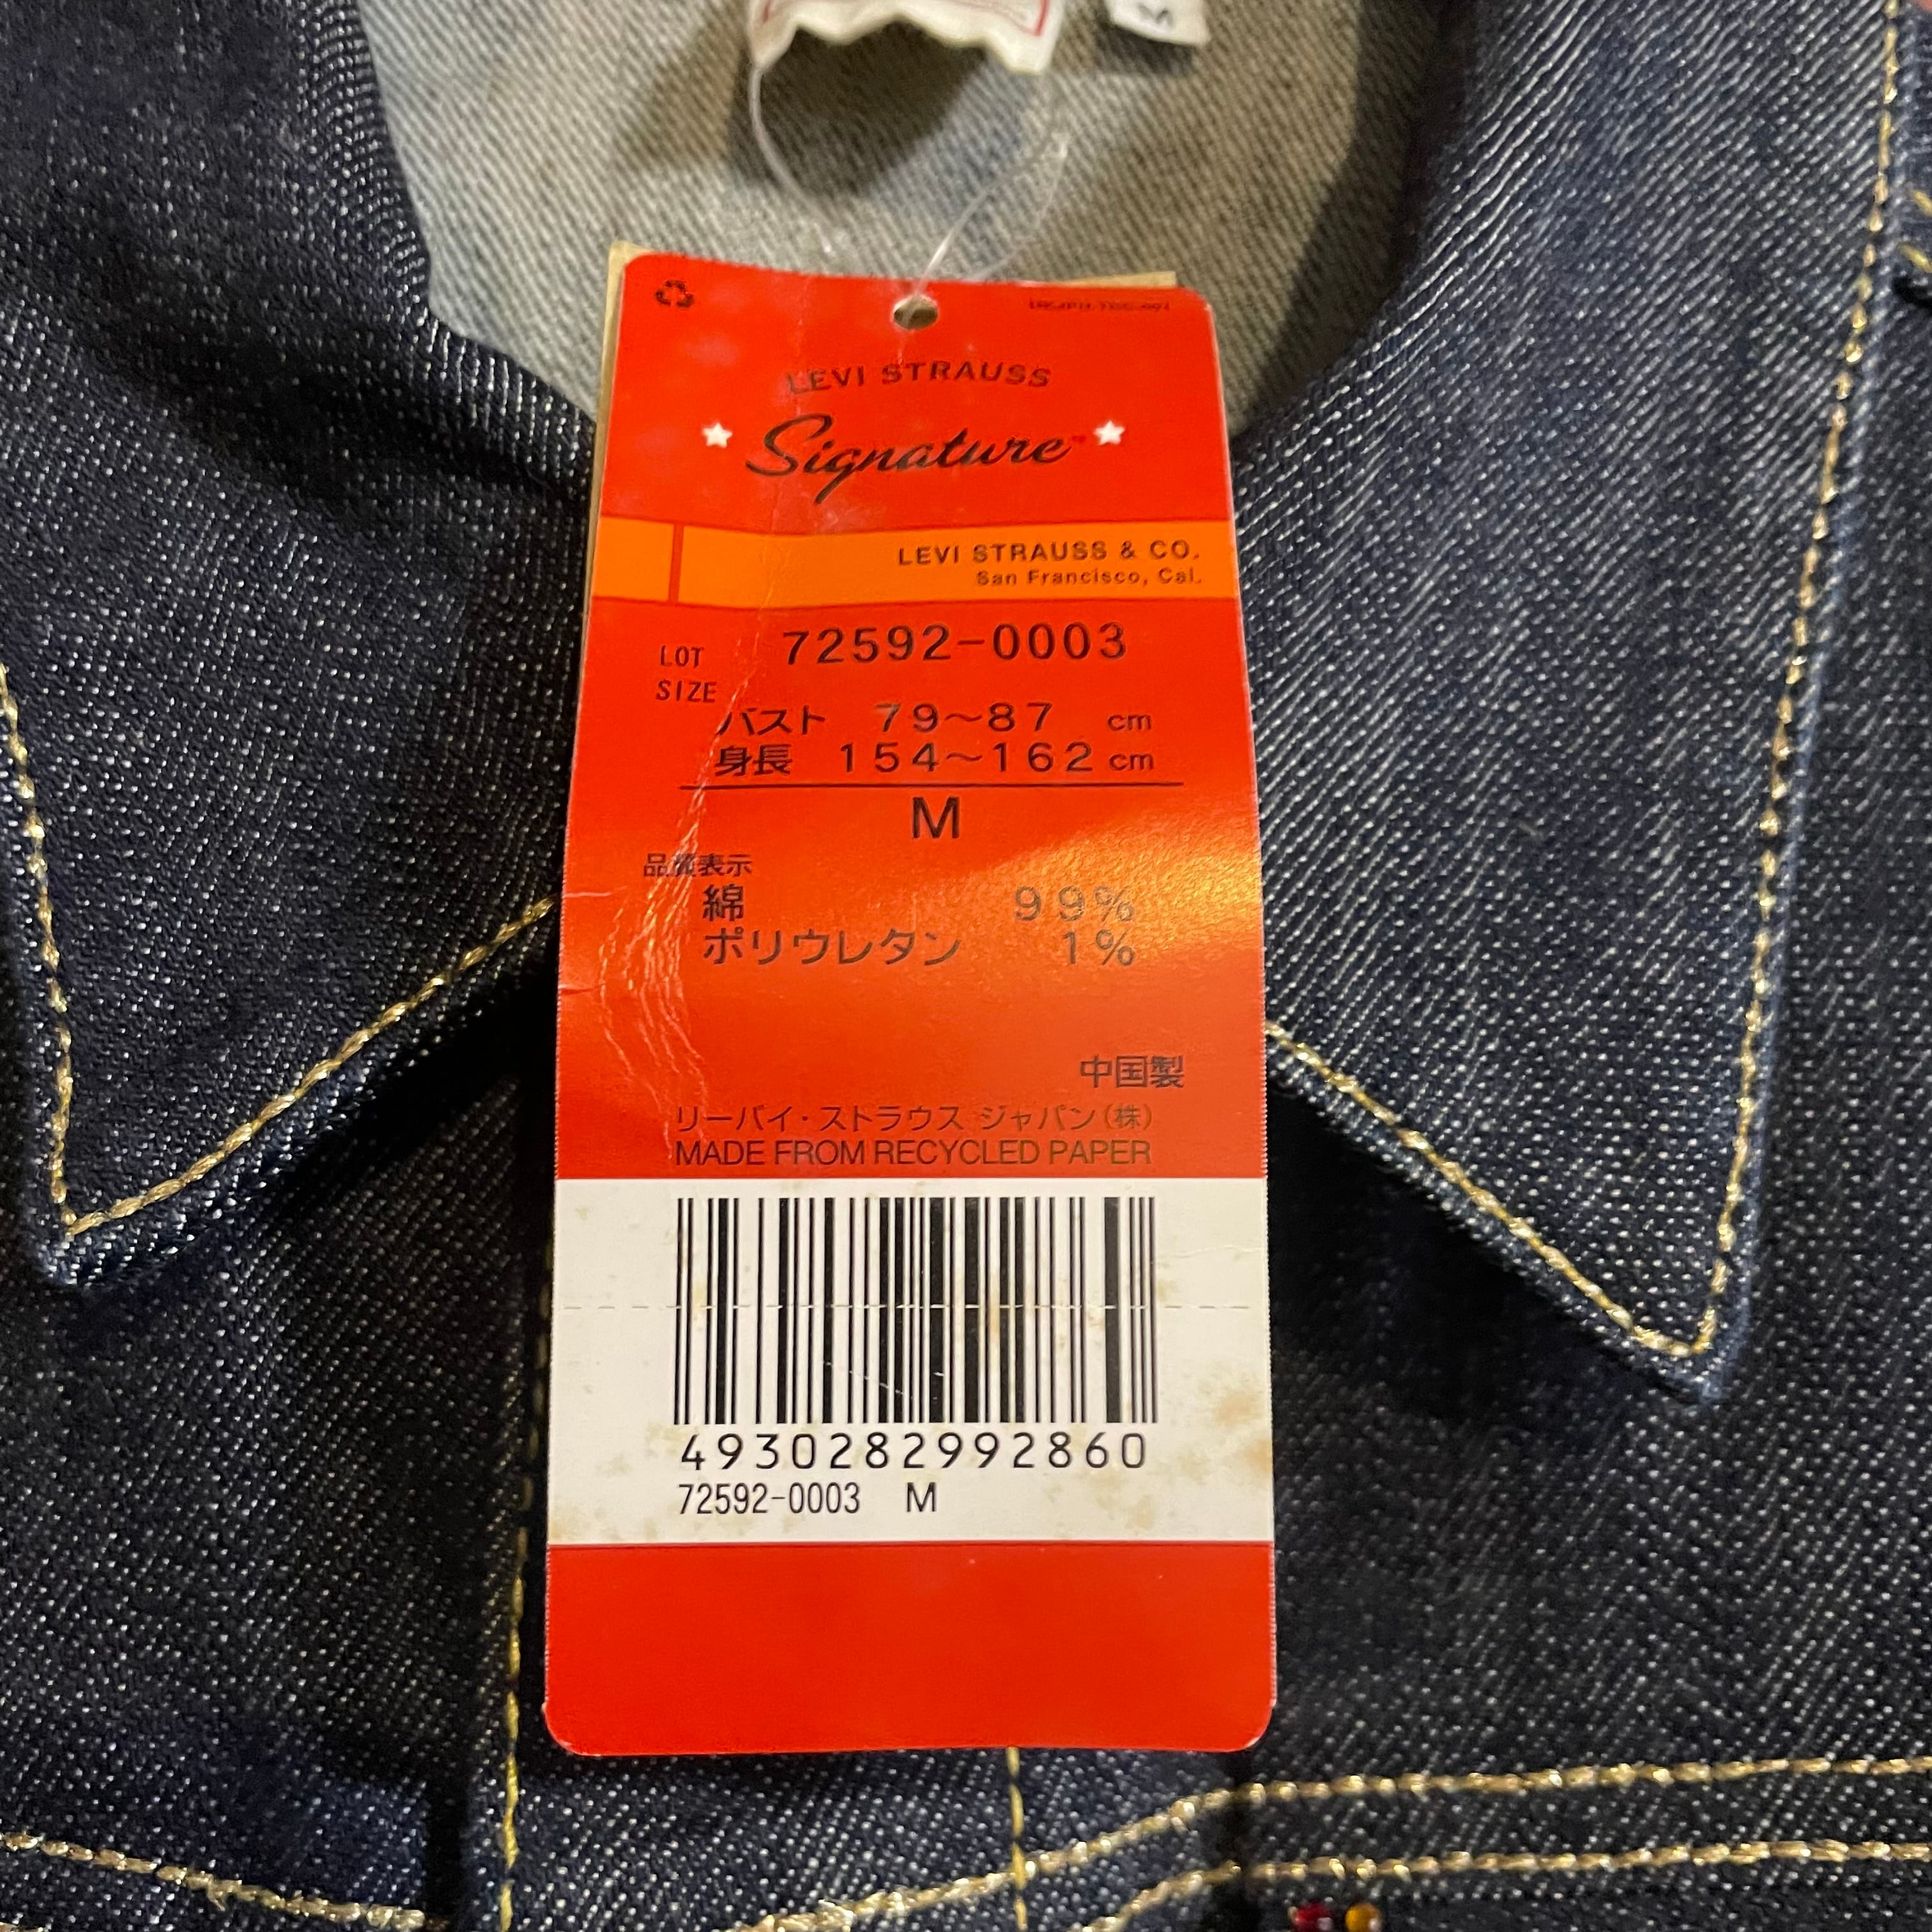 LEVI STRAUSS
Signature
LEVI STRAUSS & CO.
San Francisco, Cal.
LOT 72592-0003
SIZE
バスト 79〜87 cm
身長 154〜162 cm
M
品質表示
綿 99%
ポリウレタン 1%
中国製
リーバイ・ストラウス ジャパン(株)
MADE FROM RECYCLED PAPER
4930282992860
72592-0003 M